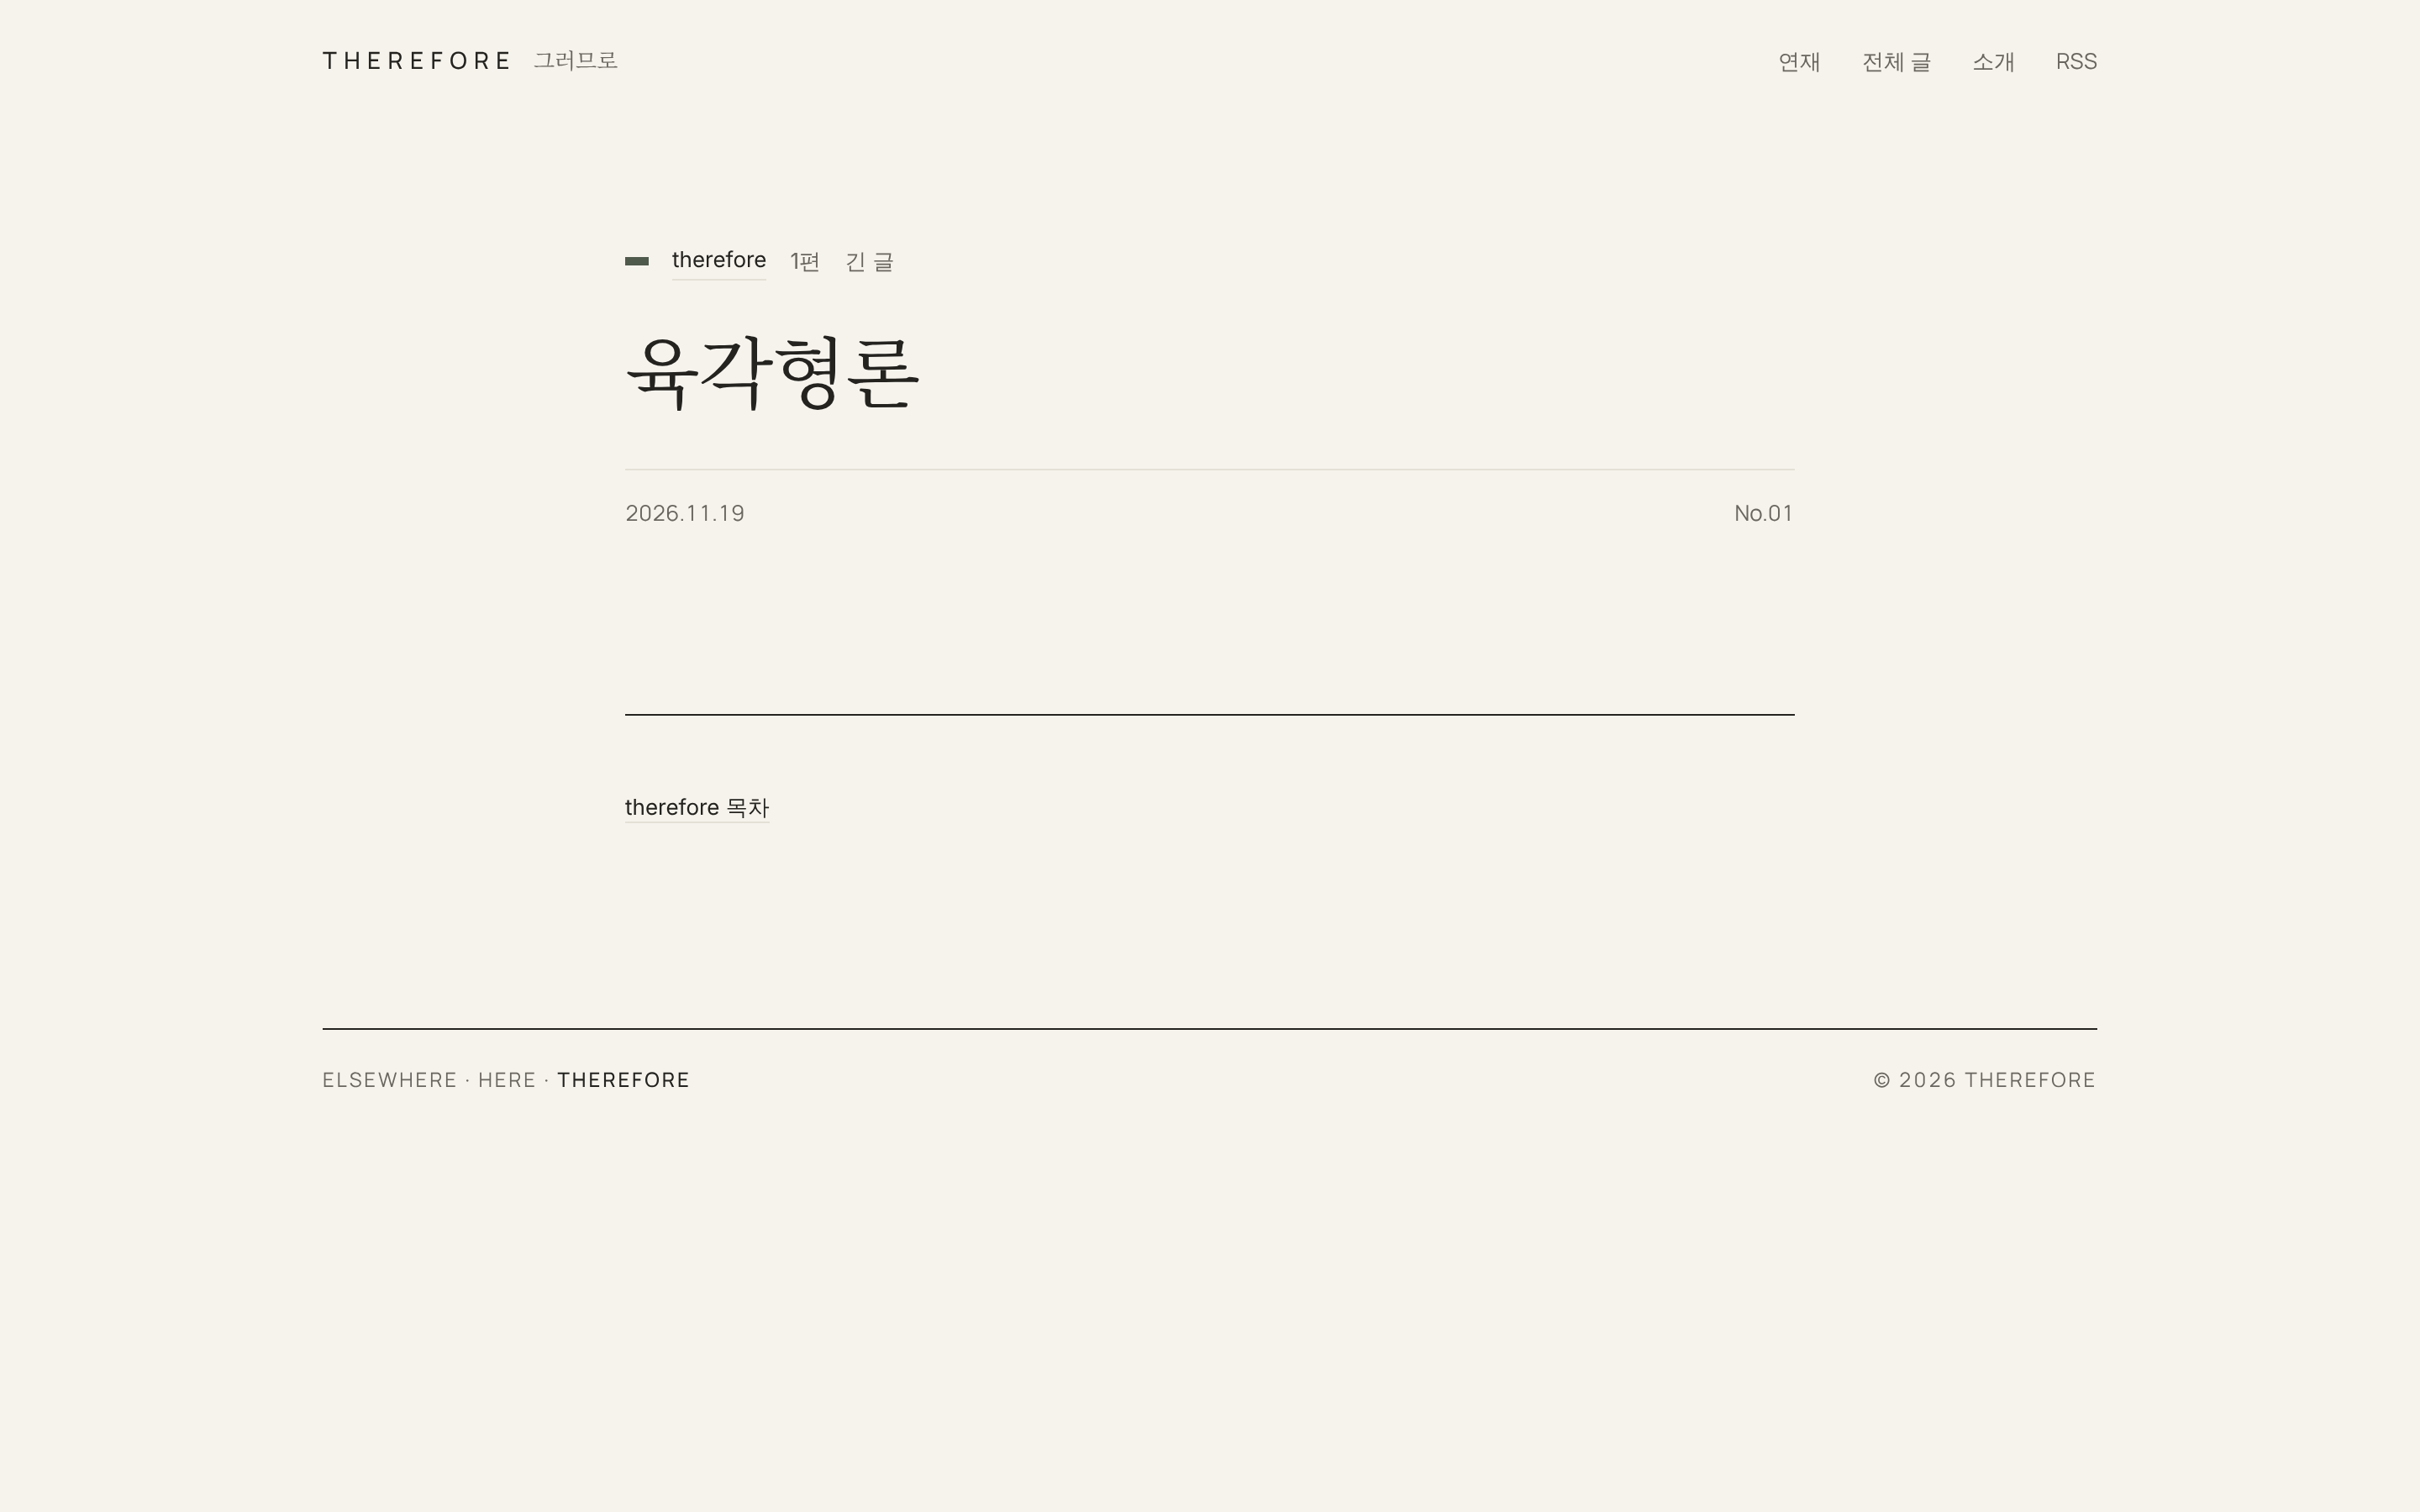 THEREFORE 그러므로
연재 전체 글 소개 RSS
therefore 1편 긴 글
육각형론
2026.11.19 No.01
therefore 목차
ELSEWHERE · HERE · THEREFORE
© 2026 THEREFORE